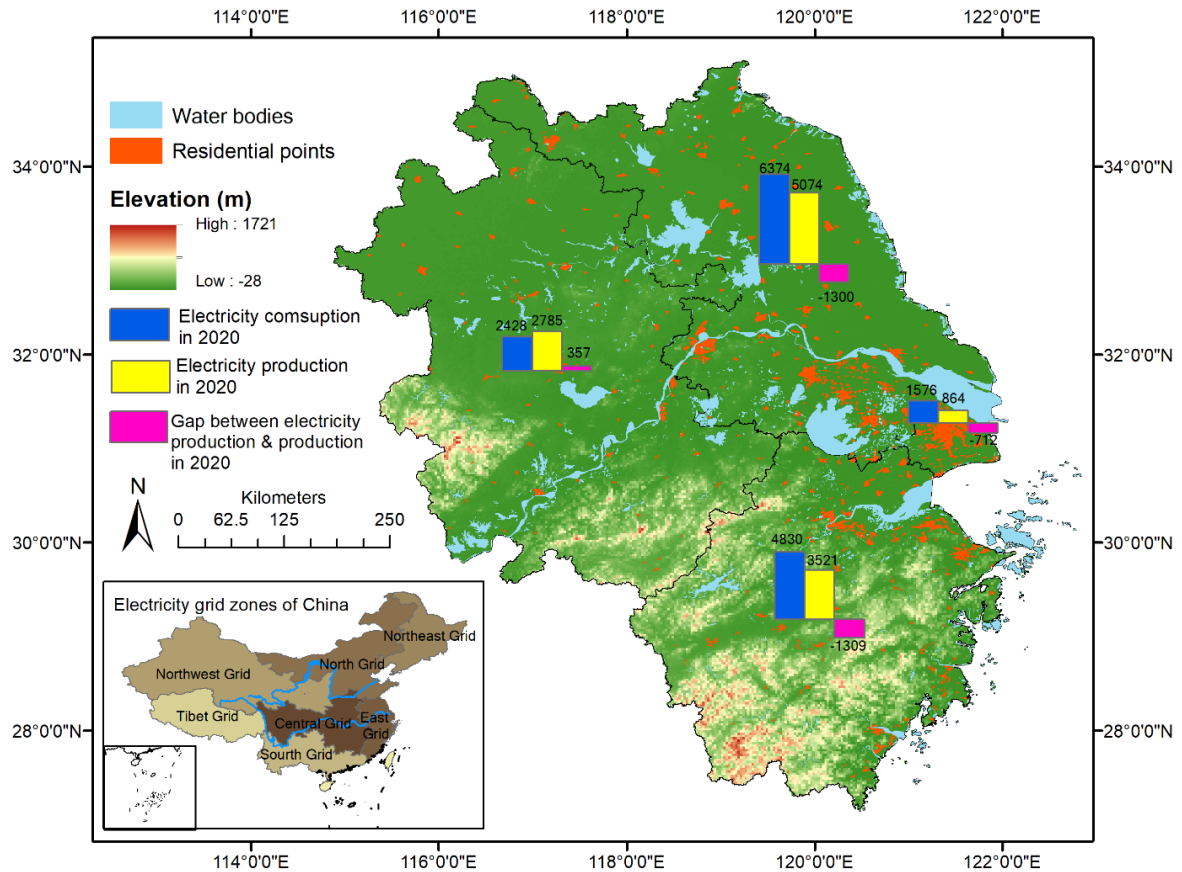 114°0'0"E
116°0'0"E
118°0'0"E
120°0'0"E
122°0'0"E
34°0'0"N
32°0'0"N
30°0'0"N
28°0'0"N
34°0'0"N
32°0'0"N
30°0'0"N
28°0'0"N
Water bodies
Residential points
Elevation (m)
High : 1721
Low : -28
Electricity comsuption
in 2020
Electricity production
in 2020
Gap between electricity
production & production
in 2020
N
Kilometers
0 62.5 125 250
6374
5074
-1300
2428
2785
357
1576
864
-712
4830
3521
-1309
Electricity grid zones of China
Northeast Grid
North Grid
Northwest Grid
Tibet Grid
Central Grid
East
Grid
Sourth Grid
114°0'0"E
116°0'0"E
118°0'0"E
120°0'0"E
122°0'0"E